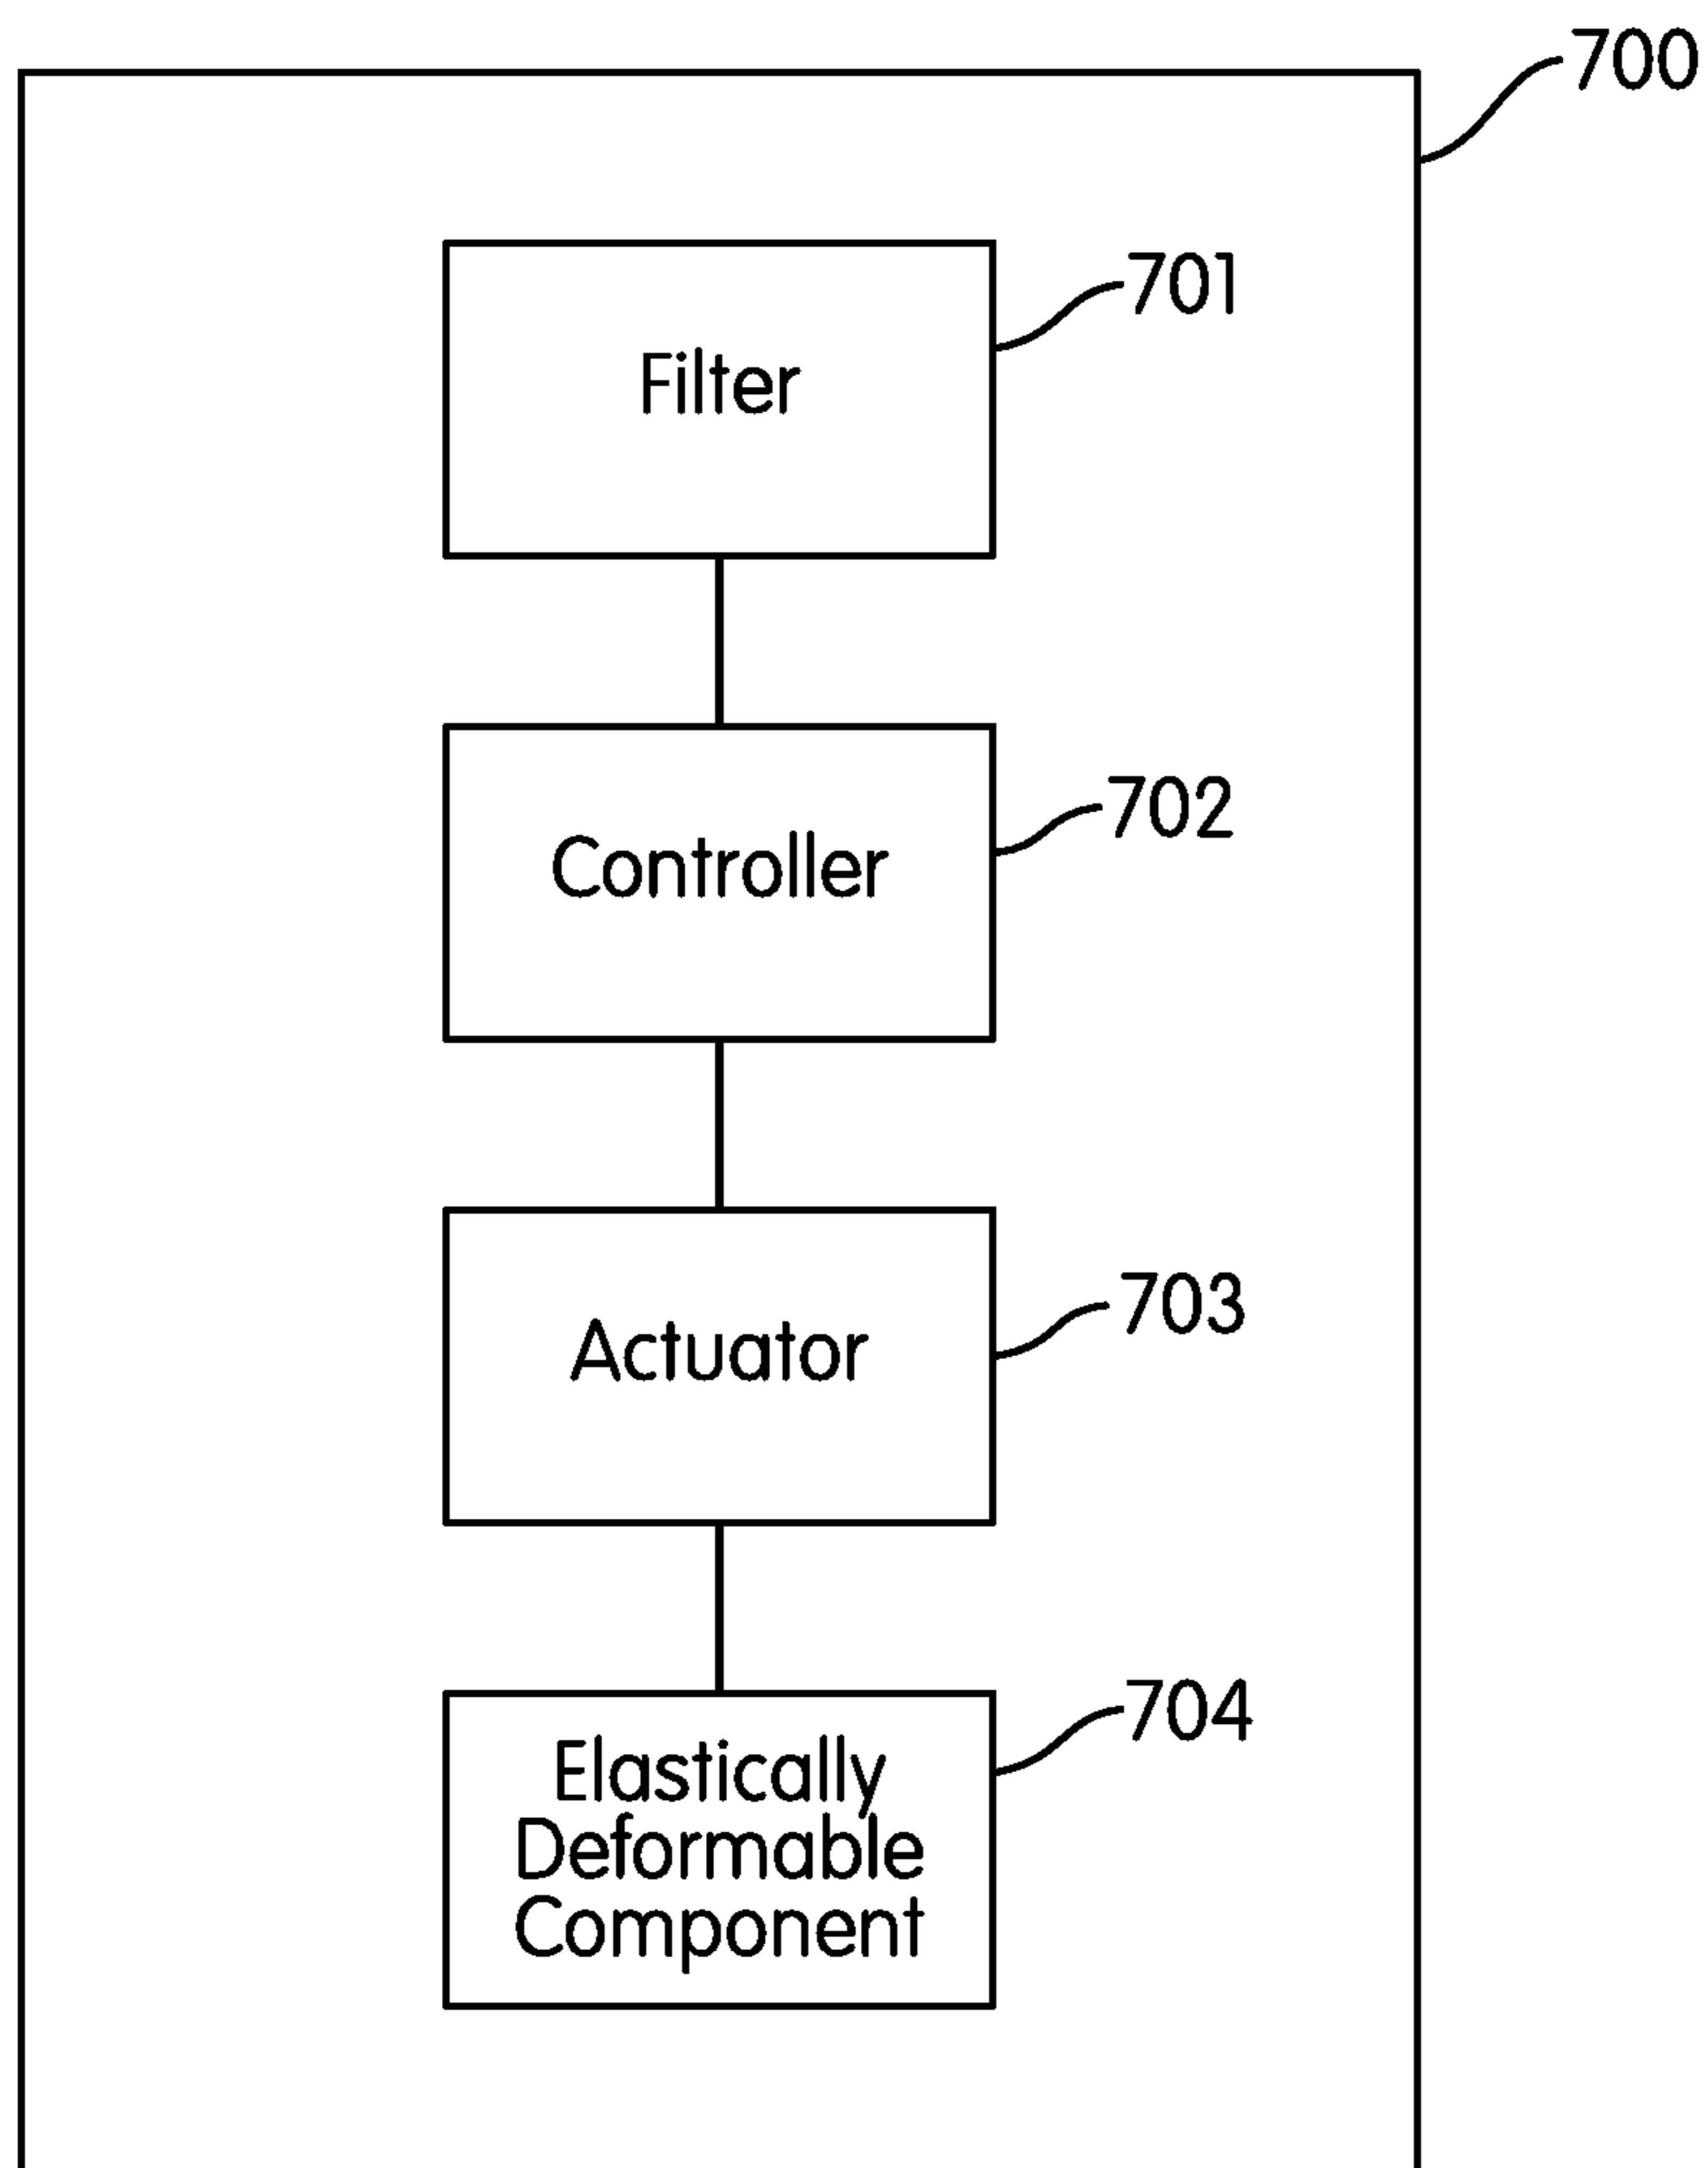 700
701
Filter
702
Controller
703
Actuator
704
Elastically
Deformable
Component